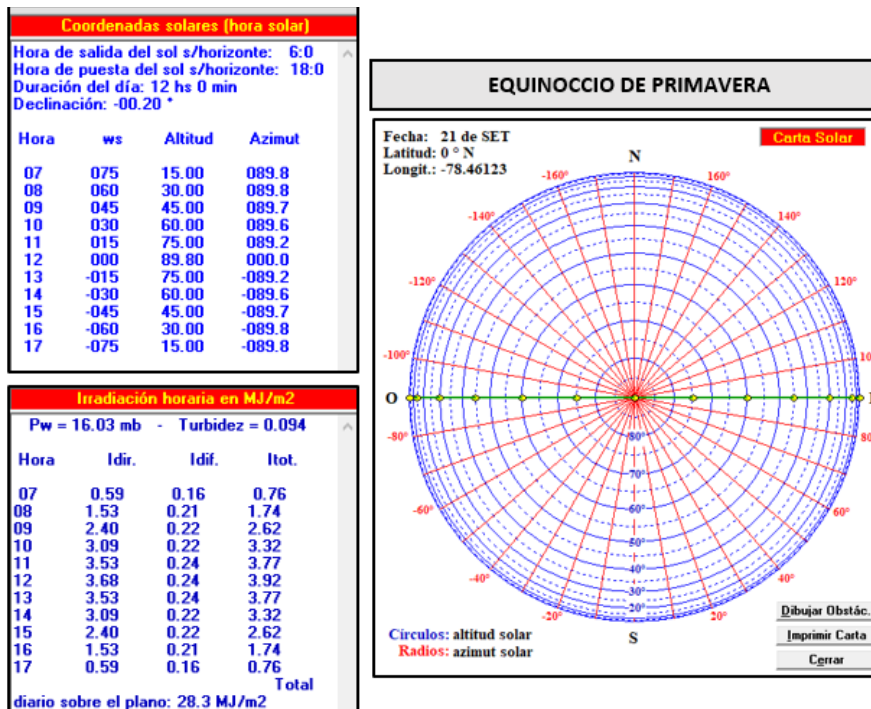 Coordenadas solares (hora solar)
Hora de salida del sol s/horizonte: 6:0
Hora de puesta del sol s/horizonte: 18:0
Duración del día: 12 hs 0 min
Declinación: -00.20 °
Hora ws Altitud Azimut
07 075 15.00 089.8
08 060 30.00 089.8
09 045 45.00 089.7
10 030 60.00 089.6
11 015 75.00 089.2
12 000 89.80 000.0
13 -015 75.00 -089.2
14 -030 60.00 -089.6
15 -045 45.00 -089.7
16 -060 30.00 -089.8
17 -075 15.00 -089.8
Irradiación horaria en MJ/m2
Pw = 16.03 mb - Turbidez = 0.094
Hora Idir. Idif. Itot.
07 0.59 0.16 0.76
08 1.53 0.21 1.74
09 2.40 0.22 2.62
10 3.09 0.22 3.32
11 3.53 0.24 3.77
12 3.68 0.24 3.92
13 3.53 0.24 3.77
14 3.09 0.22 3.32
15 2.40 0.22 2.62
16 1.53 0.21 1.74
17 0.59 0.16 0.76
Total
diario sobre el plano: 28.3 MJ/m2
EQUINOCCIO DE PRIMAVERA
Fecha: 21 de SET
Latitud: 0 ° N
Longit.: -78.46123
Carta Solar
N
-160° 160°
-140° 140°
-120° 120°
-100° 10
O
-80° 80
80°
70°
-60° 60°
60°
50°
-40° 40°
40°
30°
20°
-20° 20°
S
Círculos: altitud solar
Radios: azimut solar
Dibujar Obstác.
Imprimir Carta
Cerrar